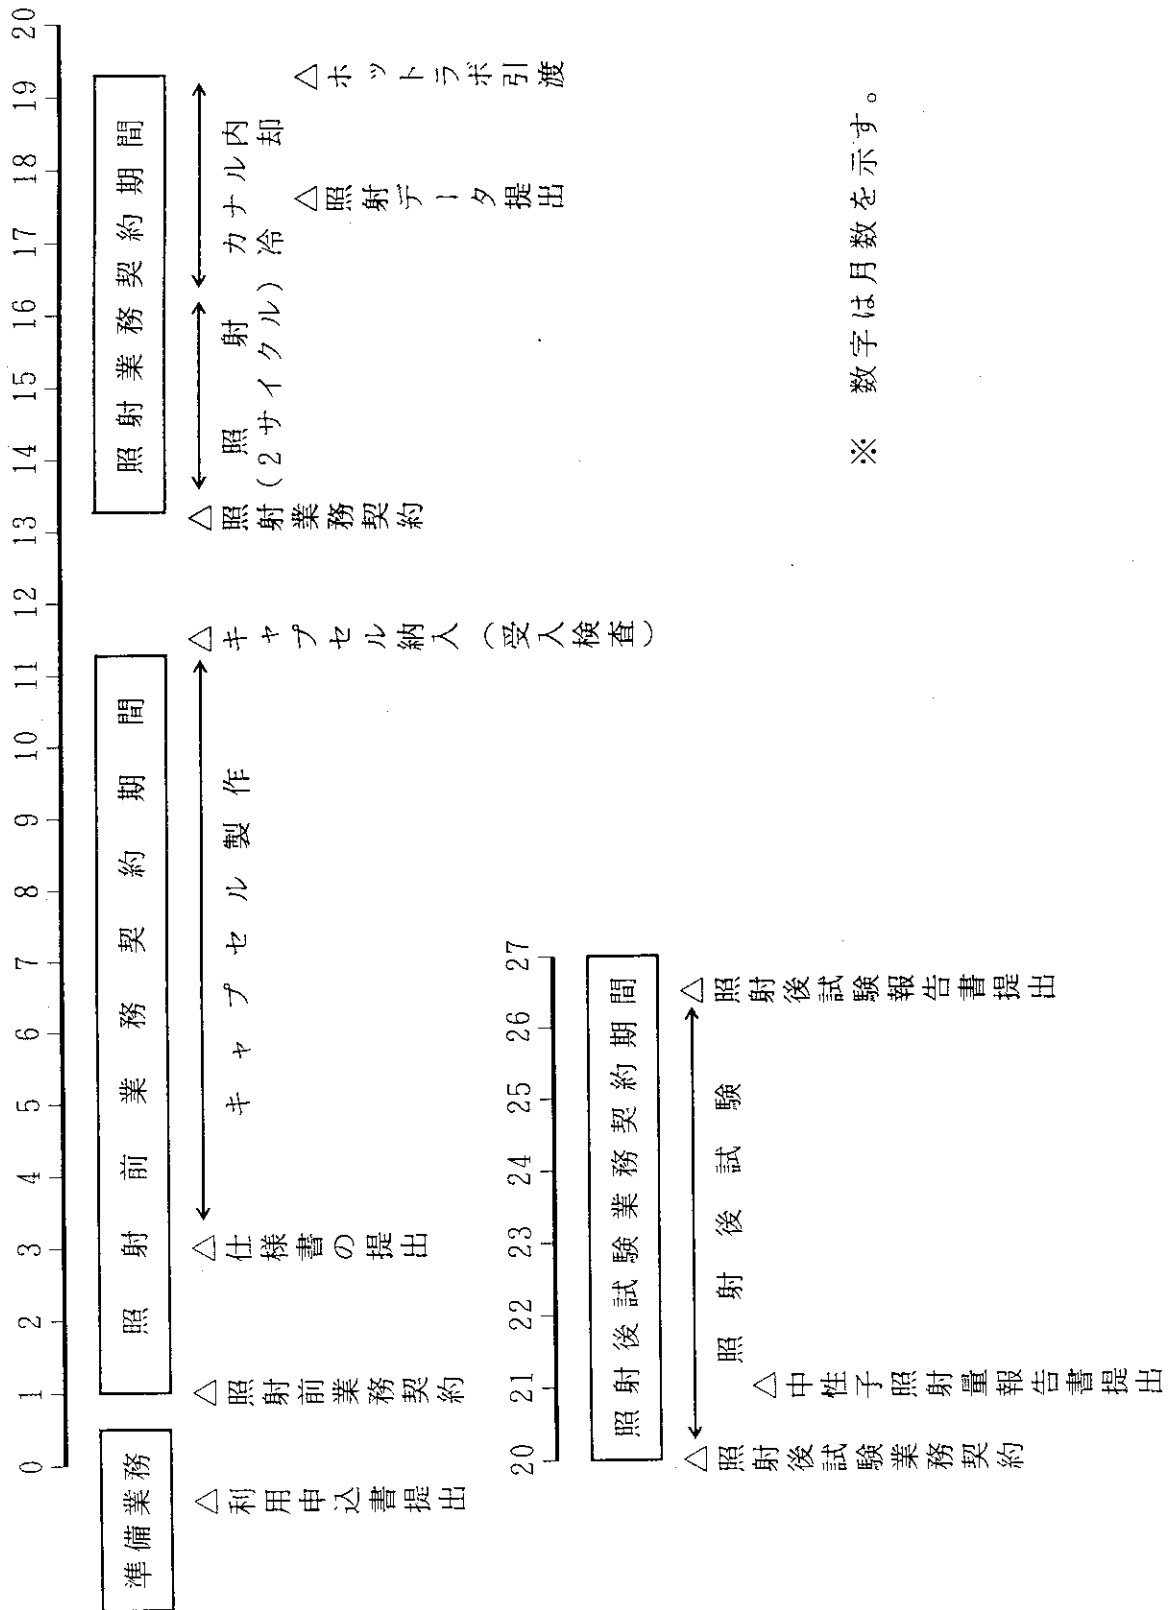 0 1 2 3 4 5 6 7 8 9 10 11 12 13 14 15 16 17 18 19 20
準備業務
照射前業務契約期間
照射業務契約期間
キャプセル製作
照射
(2サイクル)
カナル内
冷却
△利用申込書提出
△照射前業務契約
△仕様書の提出
△キャプセル納入(受入検査)
△照射業務契約
△照射データ提出
△ホットラボ引渡
20 21 22 23 24 25 26 27
照射後試験業務契約期間
照射後試験
△照射後試験業務契約
△中性子照射量報告書提出
△照射後試験報告書提出
※ 数字は月数を示す。